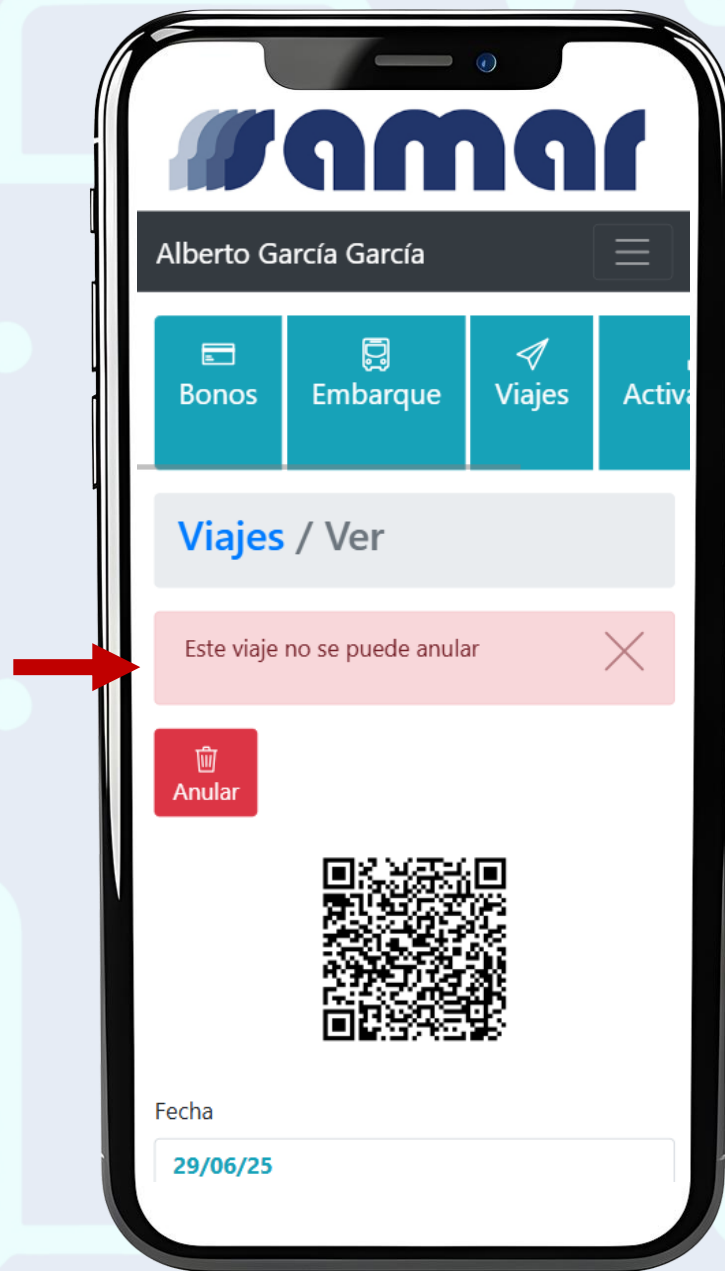 samar
Alberto García García
Bonos
Embarque
Viajes
Activa
Viajes / Ver
Este viaje no se puede anular
Anular
Fecha
29/06/25